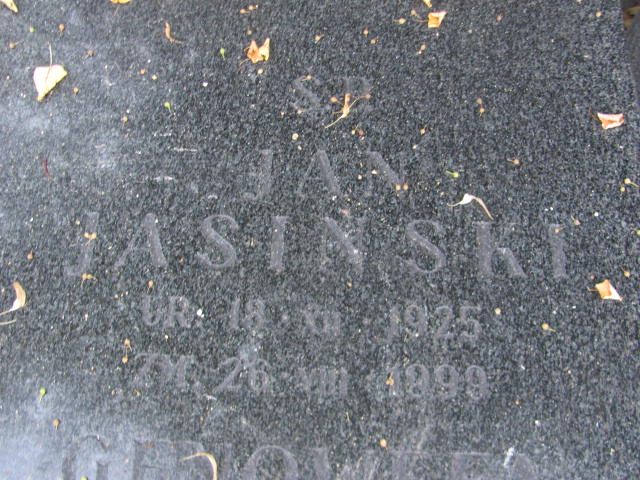 ŚP.
JAN
JASIŃSKI
UR. 18 · XII · 1925
ZM. 26 · VIII · 1999